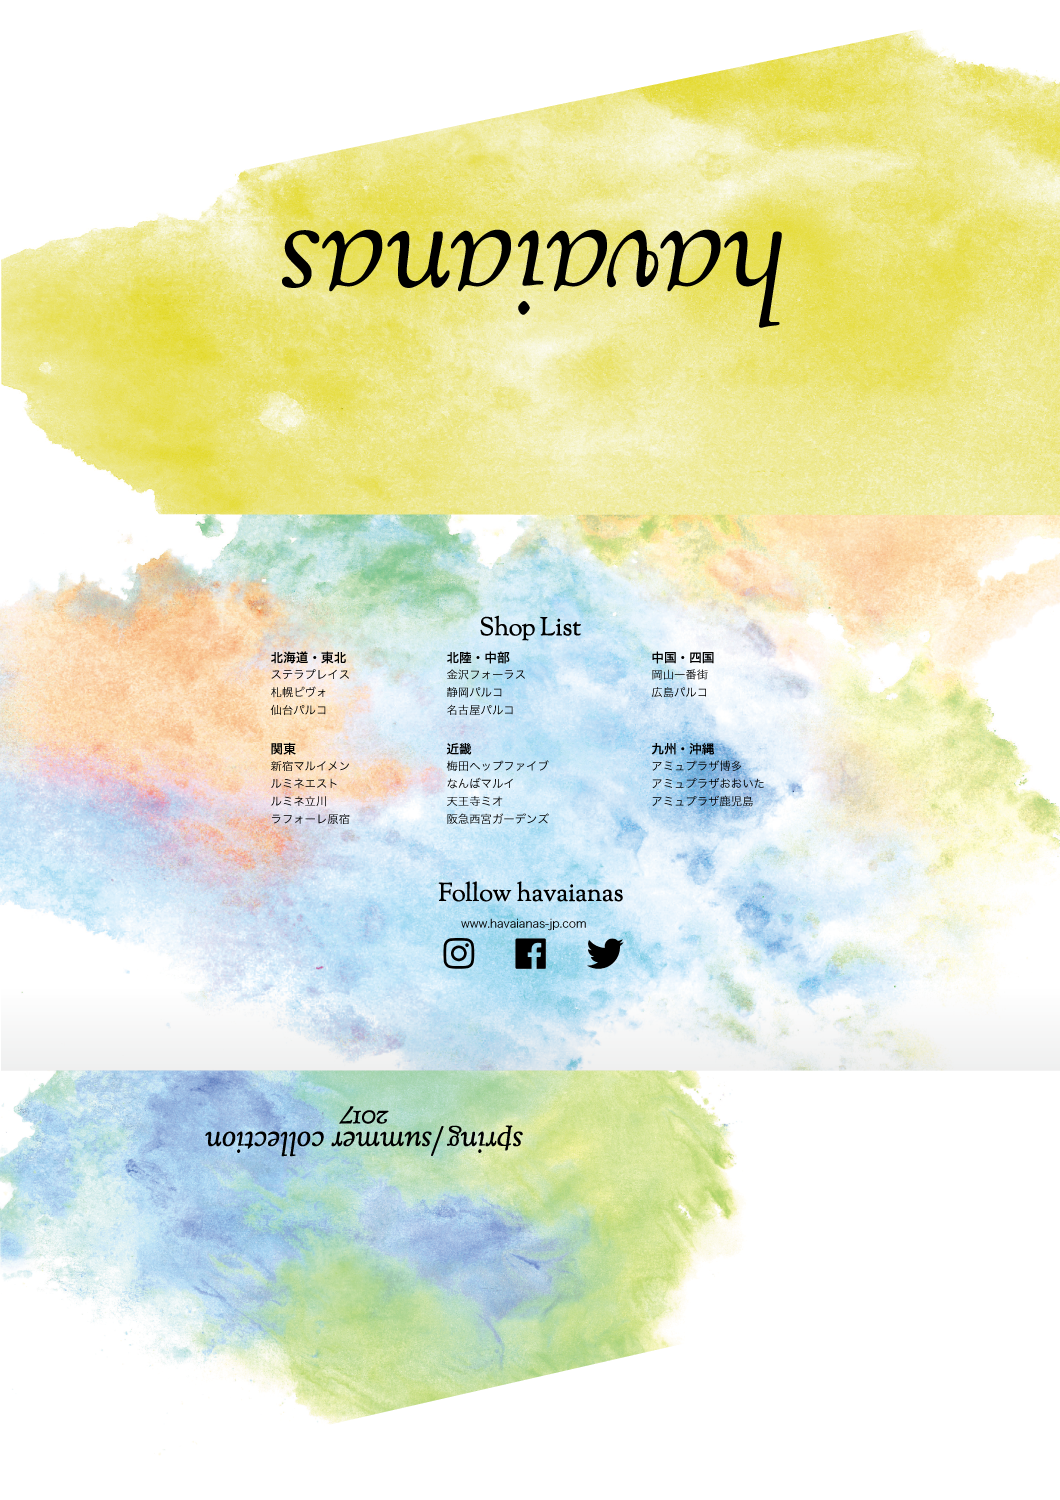 havaianas
Shop List
北海道・東北
ステラプレイス
札幌ピヴォ
仙台パルコ
北陸・中部
金沢フォーラス
静岡パルコ
名古屋パルコ
中国・四国
岡山一番街
広島パルコ
関東
新宿マルイメン
ルミネエスト
ルミネ立川
ラフォーレ原宿
近畿
梅田ヘップファイブ
なんばマルイ
天王寺ミオ
阪急西宮ガーデンズ
九州・沖縄
アミュプラザ博多
アミュプラザおおいた
アミュプラザ鹿児島
Follow havaianas
www.havaianas-jp.com
spring/summer collection
2017